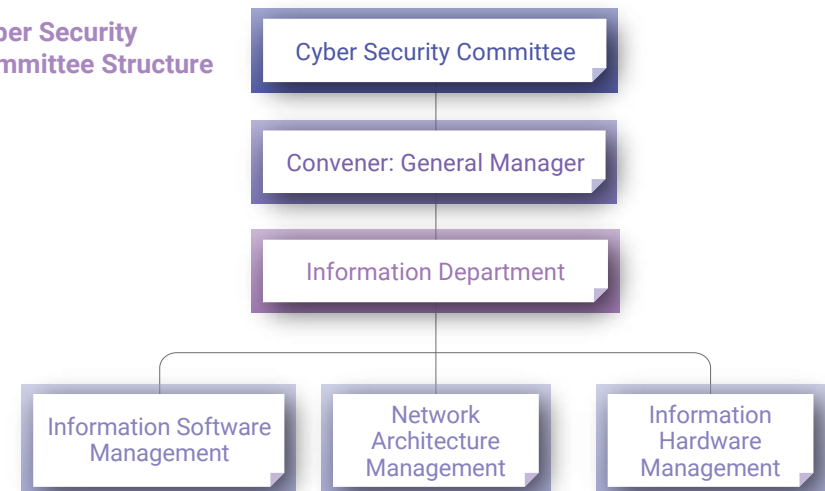 ber Security
mmittee Structure
Cyber Security Committee
Convener: General Manager
Information Department
Information Software
Management
Network
Architecture
Management
Information
Hardware
Management